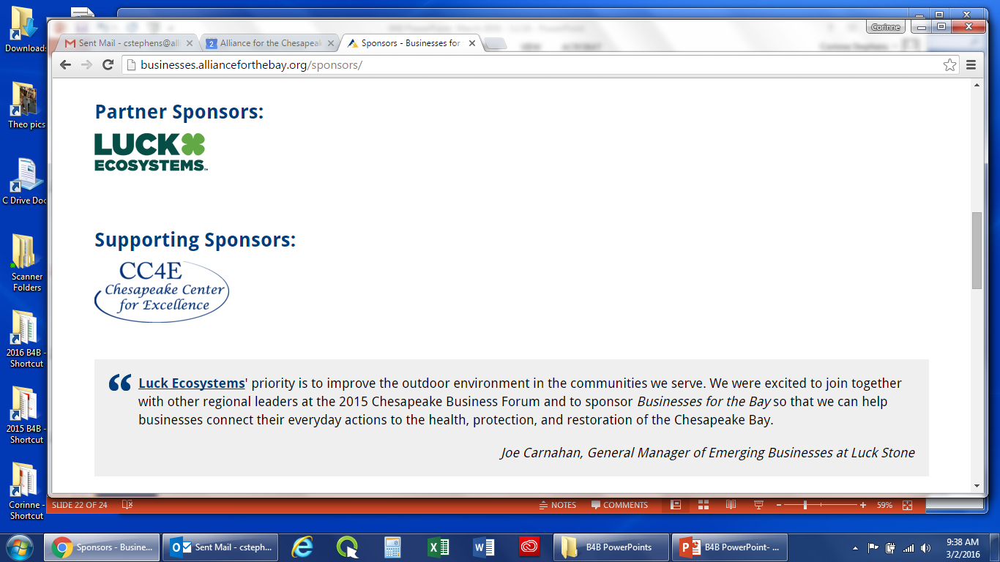 Corinne
Sent Mail - cstephens@all
Alliance for the Chesapeak
Sponsors - Businesses for
businesses.allianceforthebay.org/sponsors/
Partner Sponsors:
LUCK
ECOSYSTEMS™
Supporting Sponsors:
CC4E
Chesapeake Center
for Excellence
“ Luck Ecosystems' priority is to improve the outdoor environment in the communities we serve. We were excited to join together
with other regional leaders at the 2015 Chesapeake Business Forum and to sponsor Businesses for the Bay so that we can help
businesses connect their everyday actions to the health, protection, and restoration of the Chesapeake Bay.
Joe Carnahan, General Manager of Emerging Businesses at Luck Stone
Downloads
Theo pics
C Drive Doc
Scanner
Folders
2016 B4B -
Shortcut
2015 B4B -
Shortcut
Corinne -
Shortcut
SLIDE 22 OF 24
NOTES
COMMENTS
59%
Sponsors - Busine...
Sent Mail - csteph...
B4B PowerPoints
B4B PowerPoint- ...
9:38 AM
3/2/2016